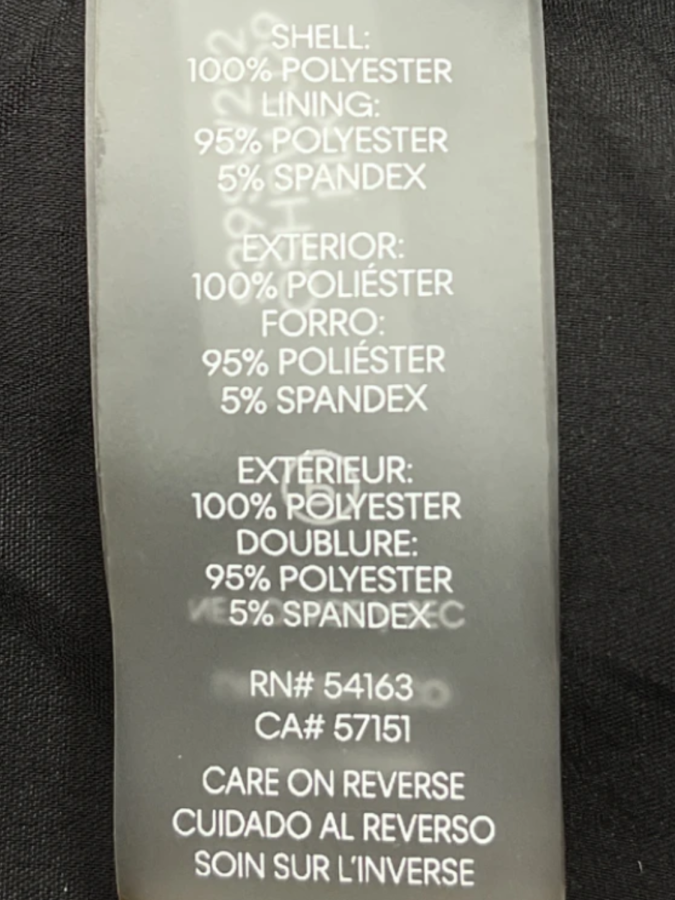 SHELL:
100% POLYESTER
LINING:
95% POLYESTER
5% SPANDEX
EXTERIOR:
100% POLIÉSTER
FORRO:
95% POLIÉSTER
5% SPANDEX
EXTÉRIEUR:
100% POLYESTER
DOUBLURE:
95% POLYESTER
5% SPANDEX
RN# 54163
CA# 57151
CARE ON REVERSE
CUIDADO AL REVERSO
SOIN SUR L'INVERSE